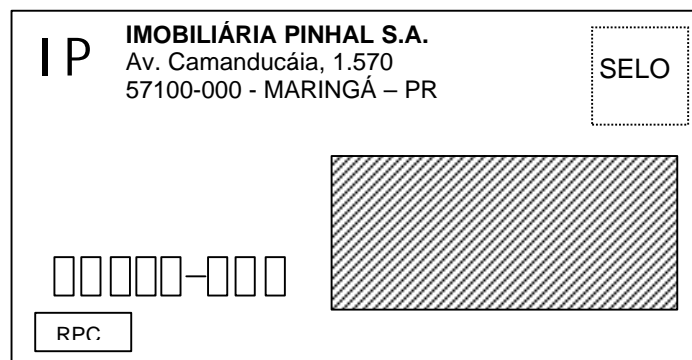 IP
IMOBILIÁRIA PINHAL S.A.
Av. Camanducáia, 1.570
57100-000 - MARINGÁ – PR
SELO
RPC